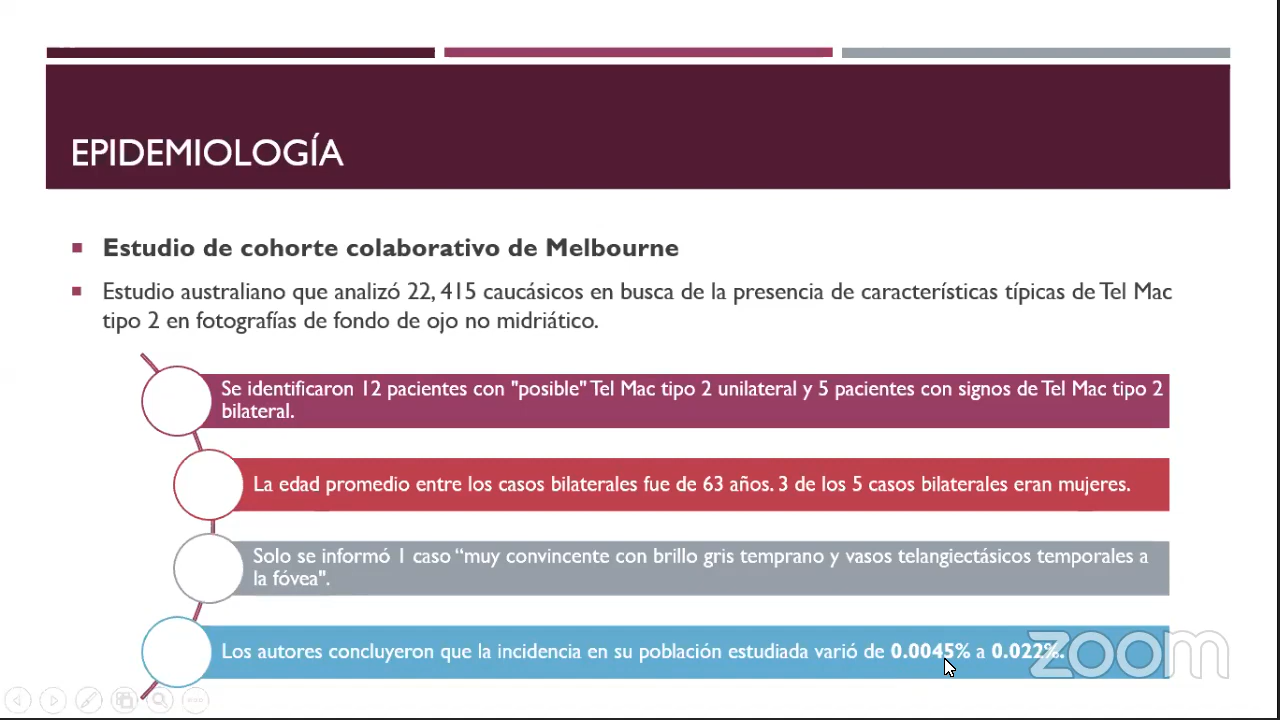 EPIDEMIOLOGÍA
Estudio de cohorte colaborativo de Melbourne
Estudio australiano que analizó 22, 415 caucásicos en busca de la presencia de características típicas de Tel Mac
tipo 2 en fotografías de fondo de ojo no midriático.
Se identificaron 12 pacientes con "posible" Tel Mac tipo 2 unilateral y 5 pacientes con signos de Tel Mac tipo 2
bilateral.
La edad promedio entre los casos bilaterales fue de 63 años. 3 de los 5 casos bilaterales eran mujeres.
Solo se informó 1 caso “muy convincente con brillo gris temprano y vasos telangiectásicos temporales a
la fóvea".
Los autores concluyeron que la incidencia en su población estudiada varió de 0.0045% a 0.022%.
zoom